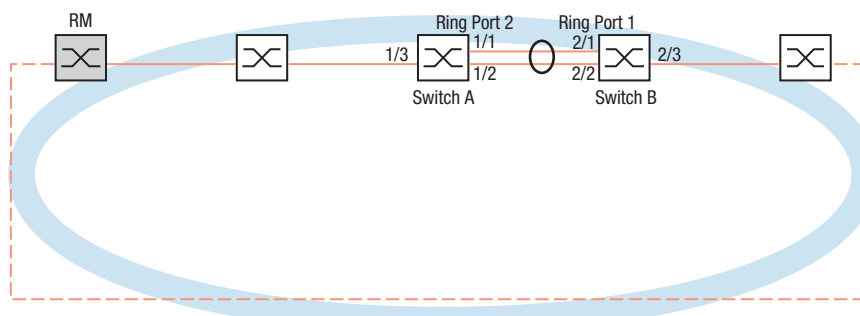 RM
Ring Port 2
Ring Port 1
1/3
1/1
2/1
2/3
1/2
2/2
Switch A
Switch B